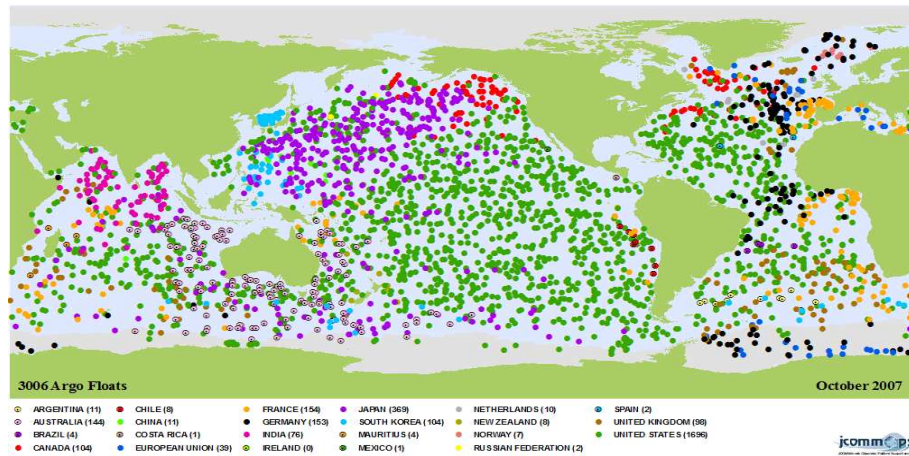 3006 Argo Floats
October 2007
ARGENTINA (11) CHILE (8) FRANCE (154) JAPAN (369) NETHERLANDS (10) SPAIN (2)
AUSTRALIA (144) CHINA (11) GERMANY (153) SOUTH KOREA (104) NEW ZEALAND (8) UNITED KINGDOM (98)
BRAZIL (4) COSTA RICA (1) INDIA (76) MAURITIUS (4) NORWAY (7) UNITED STATES (1696)
CANADA (104) EUROPEAN UNION (39) IRELAND (0) MEXICO (1) RUSSIAN FEDERATION (2)
jcommops